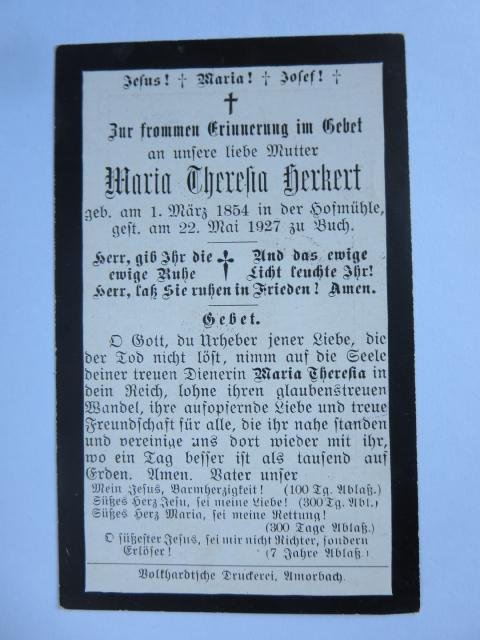 Jesus! † Maria! † Josef! †
†
Zur frommen Erinnerung im Gebet
an unsere liebe Mutter
Maria Theresia Herkert
geb. am 1. März 1854 in der Hofmühle,
gest. am 22. Mai 1927 zu Buch.
Herr, gib Ihr die † Und das ewige
ewige Ruhe Licht leuchte Ihr!
Herr, laß Sie ruhen in Frieden! Amen.
Gebet.
O Gott, du Urheber jener Liebe, die
der Tod nicht löst, nimm auf die Seele
deiner treuen Dienerin Maria Theresia in
dein Reich, lohne ihren glaubenstreuen
Wandel, ihre aufopfernde Liebe und treue
Freundschaft für alle, die ihr nahe standen
und vereinige uns dort wieder mit ihr,
wo ein Tag besser ist als tausend auf
Erden. Amen. Vater unser
Mein Jesus, Barmherzigkeit! (100 Tg. Ablaß.)
Süßes Herz Jesu, sei meine Liebe! (300 Tg. Abl.)
Süßes Herz Maria, sei meine Rettung!
(300 Tage Ablaß.)
O süßester Jesus, sei mir nicht Richter, sondern
Erlöser! (7 Jahre Ablaß.)
Volkhardtsche Druckerei, Amorbach.